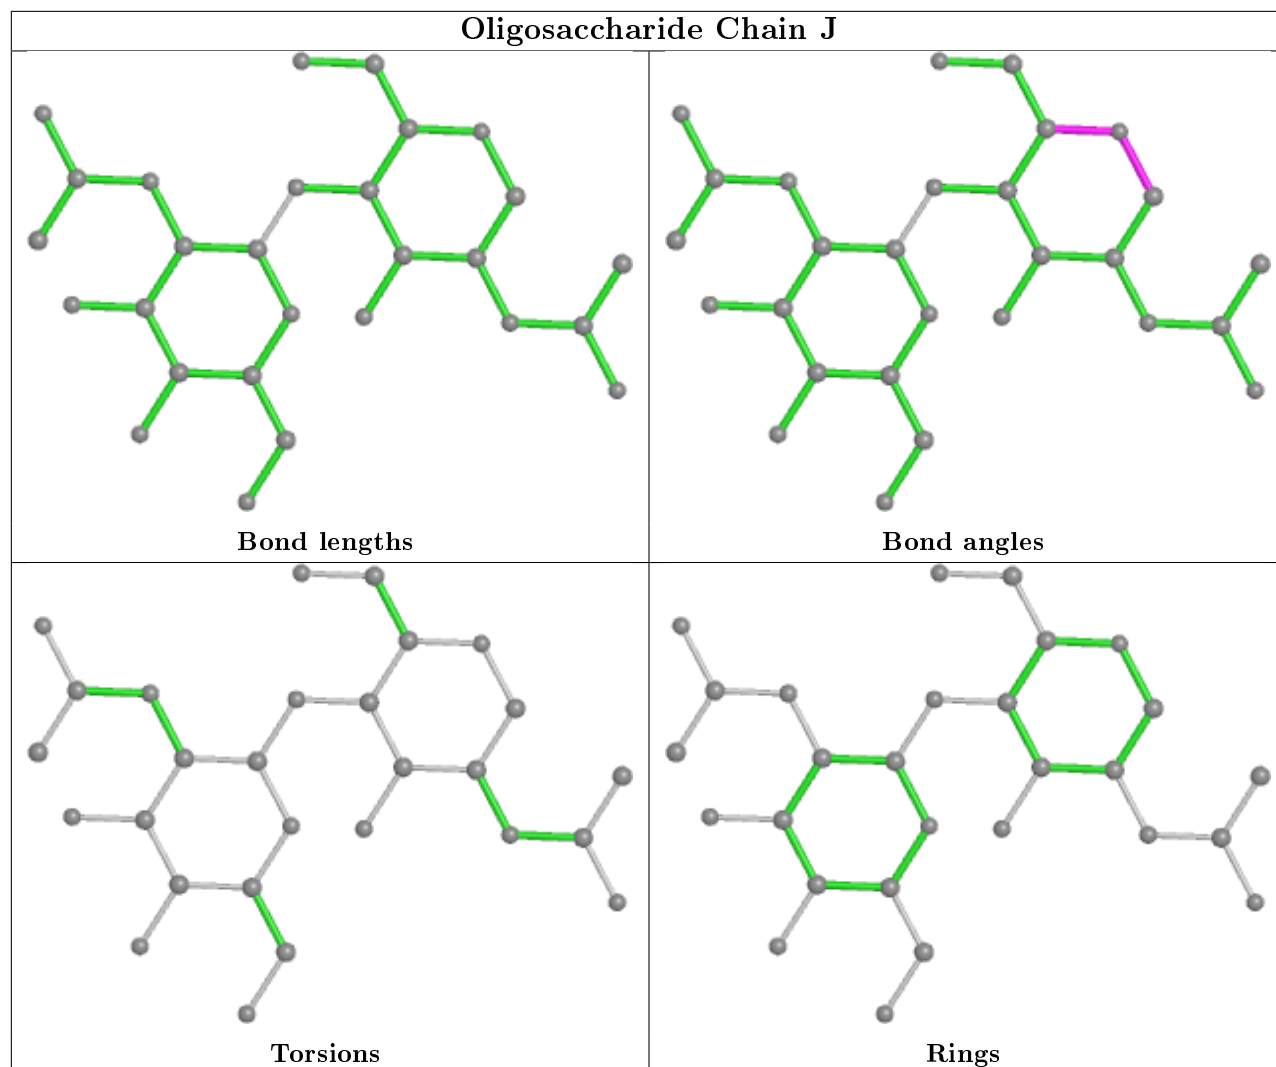 Oligosaccharide Chain J
Bond lengths
Bond angles
Torsions
Rings